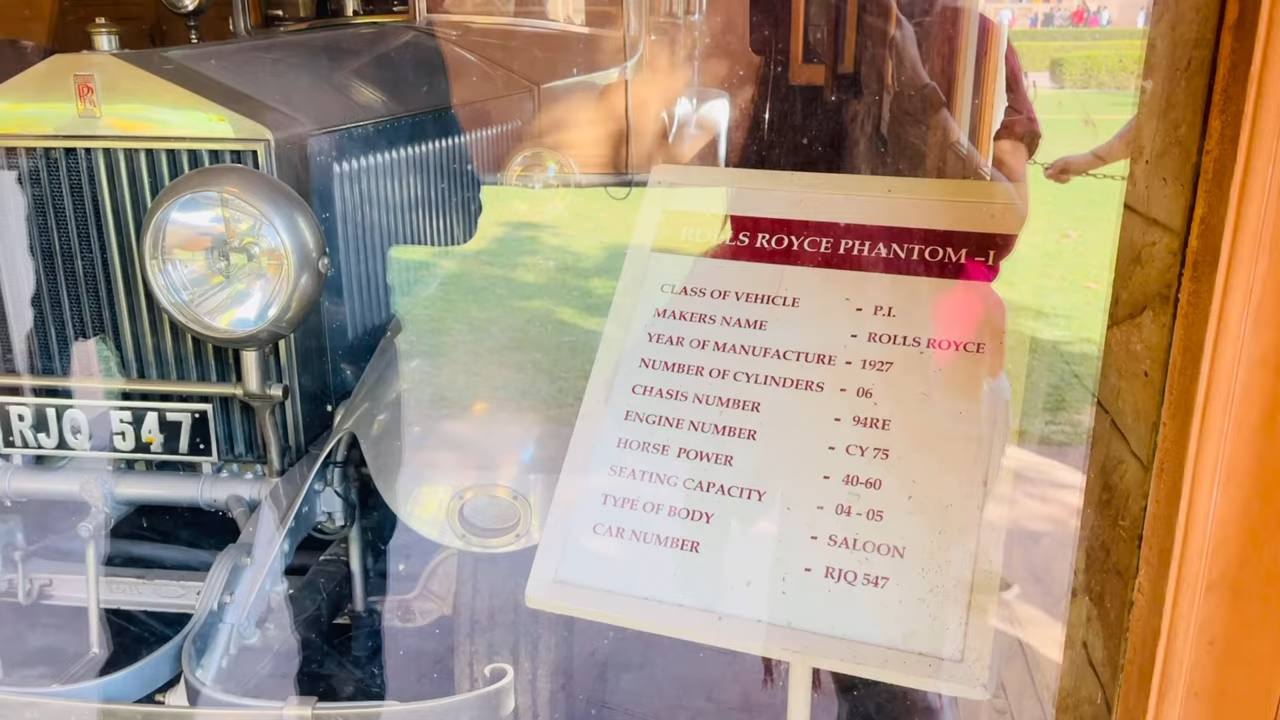 RR
RJQ 547
ROLLS ROYCE PHANTOM –I
CLASS OF VEHICLE - P.I.
MAKERS NAME - ROLLS ROYCE
YEAR OF MANUFACTURE - 1927
NUMBER OF CYLINDERS - 06
CHASIS NUMBER - 94RE
ENGINE NUMBER - CY 75
HORSE POWER - 40-60
SEATING CAPACITY - 04 - 05
TYPE OF BODY - SALOON
CAR NUMBER - RJQ 547